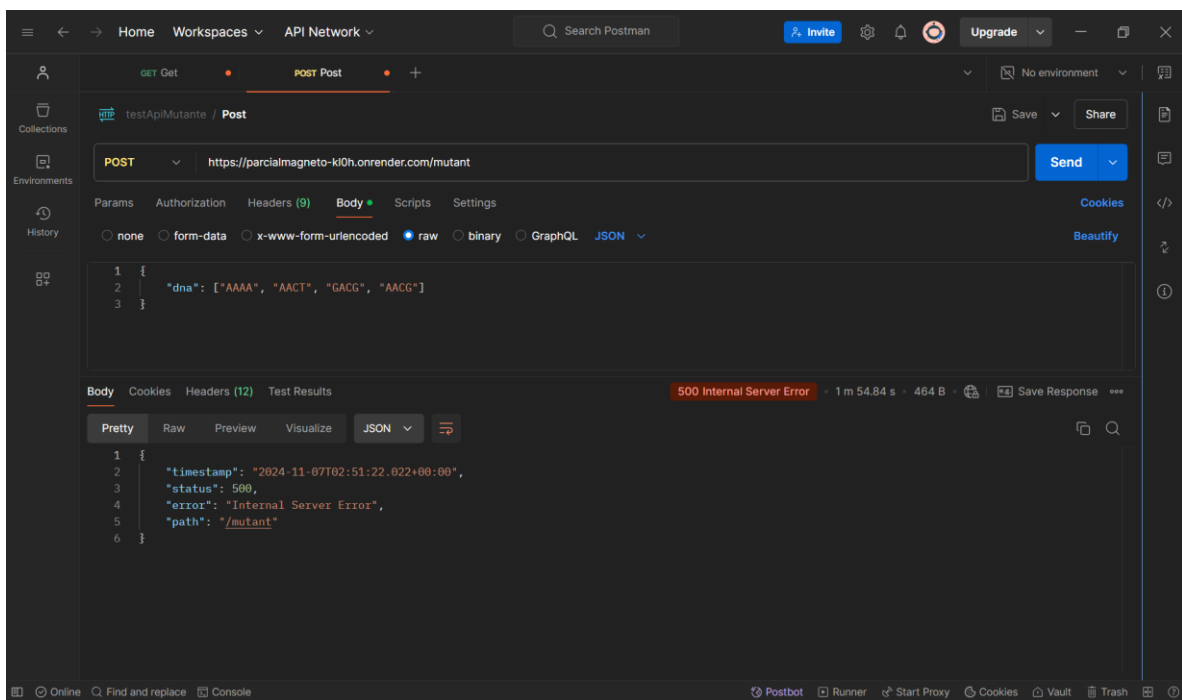 Home Workspaces API Network Search Postman Invite Upgrade
GET Get POST Post No environment
HTTP testApiMutante / Post Save Share
Collections
POST https://parcialmagneto-kl0h.onrender.com/mutant Send
Environments
Params Authorization Headers (9) Body Scripts Settings Cookies
History
none form-data x-www-form-urlencoded raw binary GraphQL JSON Beautify
1 {
2 "dna": ["AAAA", "AACT", "GACG", "AACG"]
3 }
Body Cookies Headers (12) Test Results 500 Internal Server Error 1 m 54.84 s 464 B Save Response
Pretty Raw Preview Visualize JSON
1 {
2 "timestamp": "2024-11-07T02:51:22.022+00:00",
3 "status": 500,
4 "error": "Internal Server Error",
5 "path": "/mutant"
6 }
Online Find and replace Console Postbot Runner Start Proxy Cookies Vault Trash